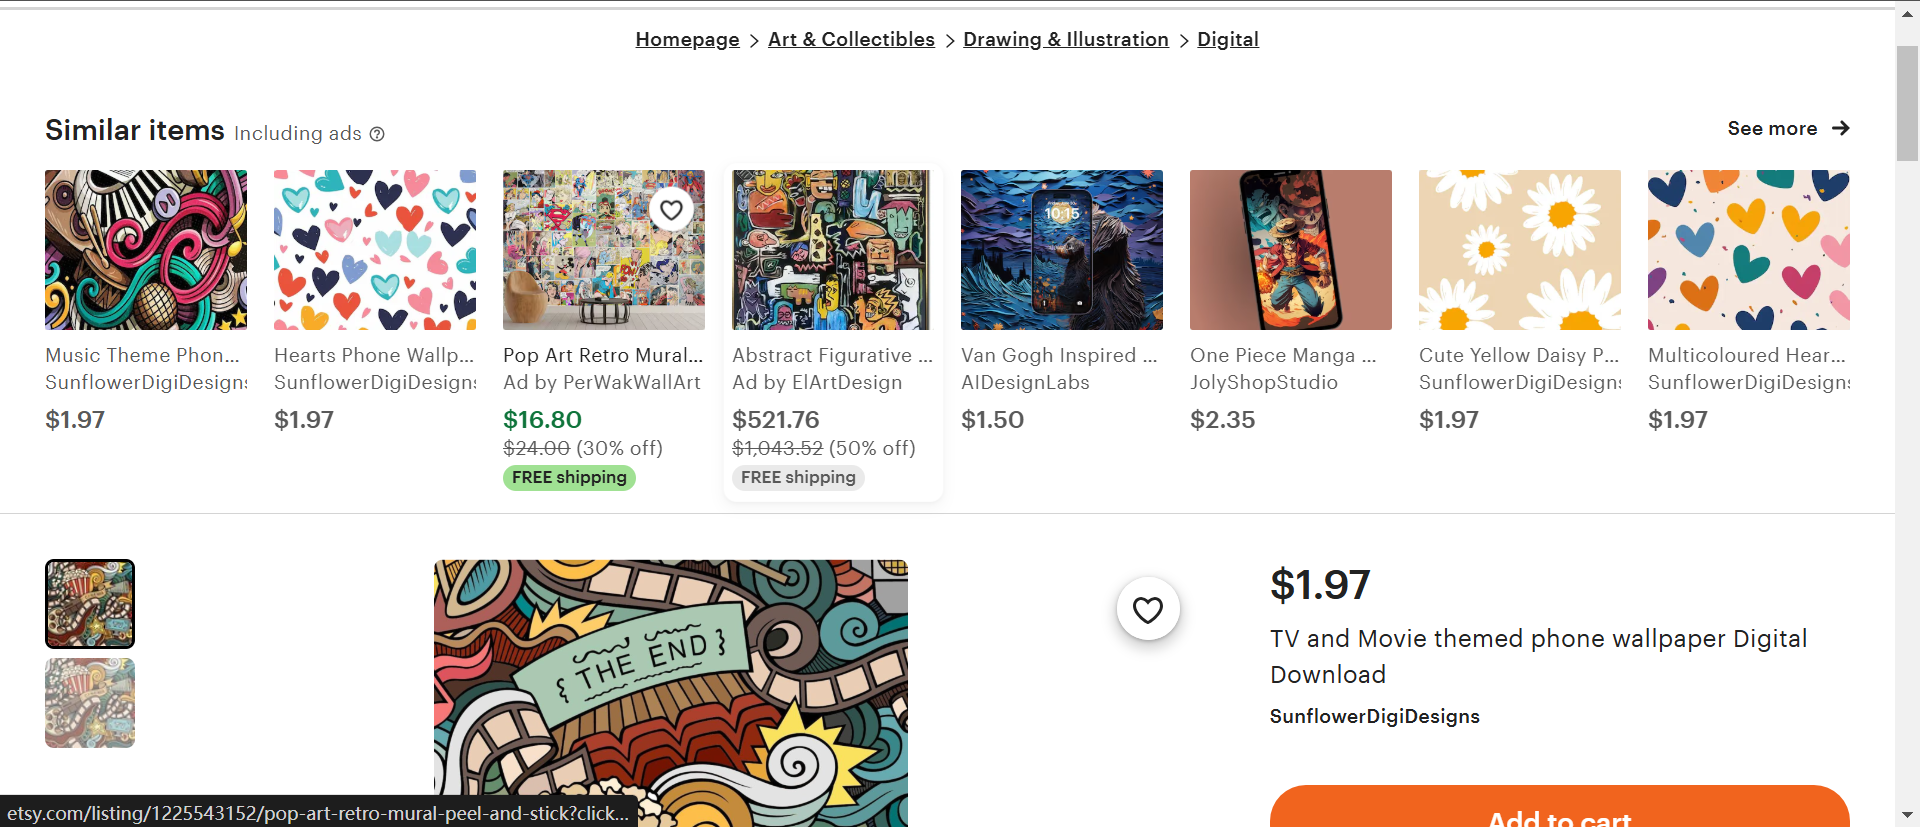 Homepage > Art & Collectibles > Drawing & Illustration > Digital
Similar items Including ads
See more
Music Theme Phon...
SunflowerDigiDesigns
$1.97
Hearts Phone Wallp...
SunflowerDigiDesigns
$1.97
Pop Art Retro Mural...
Ad by PerWakWallArt
$16.80
$24.00 (30% off)
FREE shipping
Abstract Figurative ...
Ad by ElArtDesign
$521.76
$1,043.52 (50% off)
FREE shipping
10:15
Van Gogh Inspired ...
AIDesignLabs
$1.50
One Piece Manga ...
JolyShopStudio
$2.35
Cute Yellow Daisy P...
SunflowerDigiDesigns
$1.97
Multicoloured Hear...
SunflowerDigiDesigns
$1.97
THE END
$1.97
TV and Movie themed phone wallpaper Digital
Download
SunflowerDigiDesigns
Add to cart
etsy.com/listing/1225543152/pop-art-retro-mural-peel-and-stick?click...